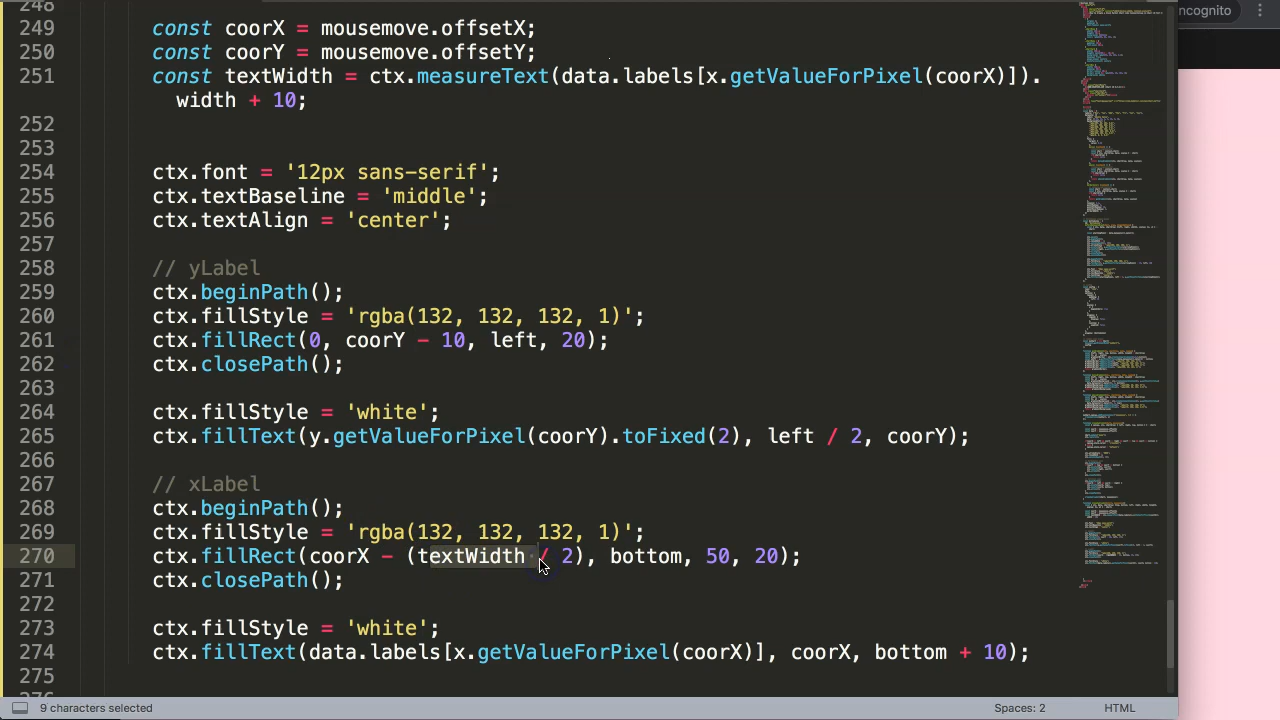 248
249 const coorX = mousemove.offsetX;
250 const coorY = mousemove.offsetY;
251 const textWidth = ctx.measureText(data.labels[x.getValueForPixel(coorX)]).
width + 10;
252
253
254 ctx.font = '12px sans-serif';
255 ctx.textBaseline = 'middle';
256 ctx.textAlign = 'center';
257
258 // yLabel
259 ctx.beginPath();
260 ctx.fillStyle = 'rgba(132, 132, 132, 1)';
261 ctx.fillRect(0, coorY - 10, left, 20);
262 ctx.closePath();
263
264 ctx.fillStyle = 'white';
265 ctx.fillText(y.getValueForPixel(coorY).toFixed(2), left / 2, coorY);
266
267 // xLabel
268 ctx.beginPath();
269 ctx.fillStyle = 'rgba(132, 132, 132, 1)';
270 ctx.fillRect(coorX - (textWidth / 2), bottom, 50, 20);
271 ctx.closePath();
272
273 ctx.fillStyle = 'white';
274 ctx.fillText(data.labels[x.getValueForPixel(coorX)], coorX, bottom + 10);
275
276
9 characters selected
Spaces: 2
HTML
cognito